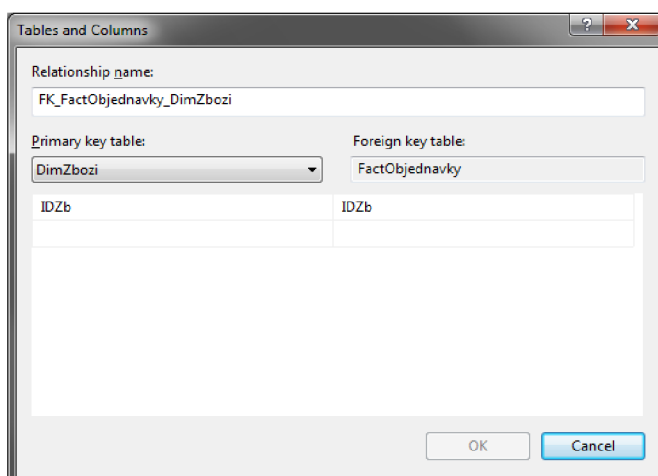 Tables and Columns
?
Relationship name:
FK_FactObjednavky_DimZbozi
Primary key table:
Foreign key table:
DimZbozi
FactObjednavky
IDZb
IDZb
OK
Cancel